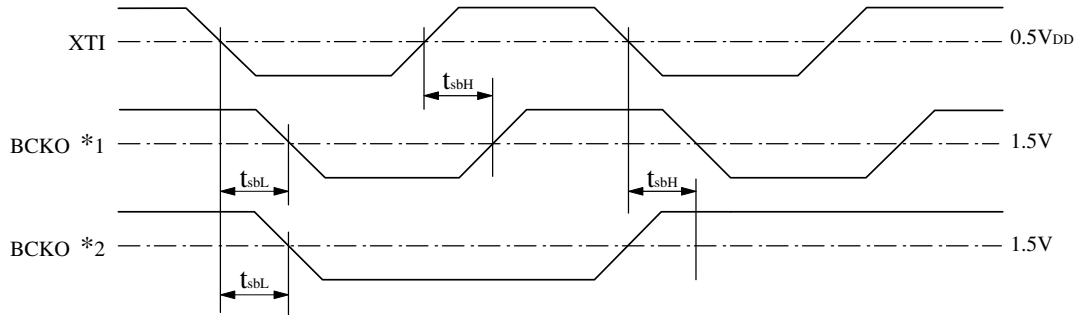 XTI
0.5VDD
tsbH
BCKO *1
1.5V
tsbL
tsbH
BCKO *2
1.5V
tsbL